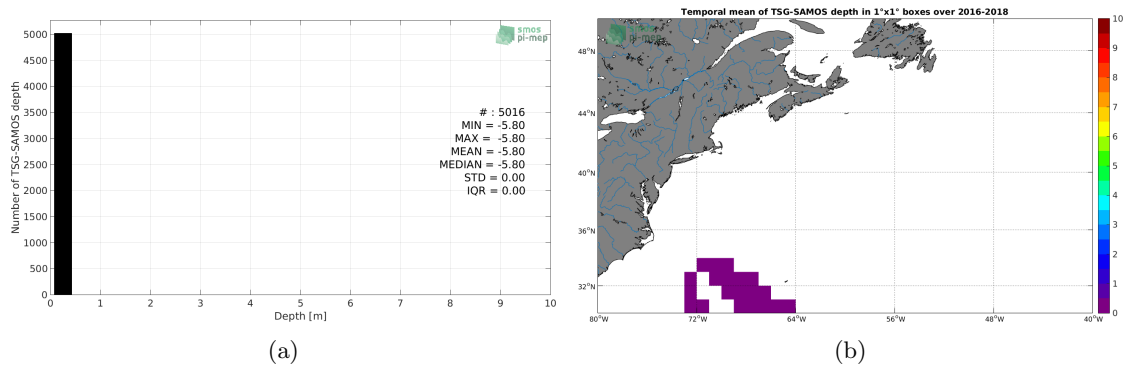 smos
pi-mep
5000
4500
4000
3500
3000
2500
2000
1500
1000
500
0
Number of TSG-SAMOS depth
# : 5016
MIN = -5.80
MAX = -5.80
MEAN = -5.80
MEDIAN = -5.80
STD = 0.00
IQR = 0.00
0 1 2 3 4 5 6 7 8 9 10
Depth [m]
(a)
Temporal mean of TSG-SAMOS depth in 1°x1° boxes over 2016-2018
smos
pi-mep
48°N
44°N
40°N
36°N
32°N
80°W 72°W 64°W 56°W 48°W 40°W
10
9
8
7
6
5
4
3
2
1
0
(b)